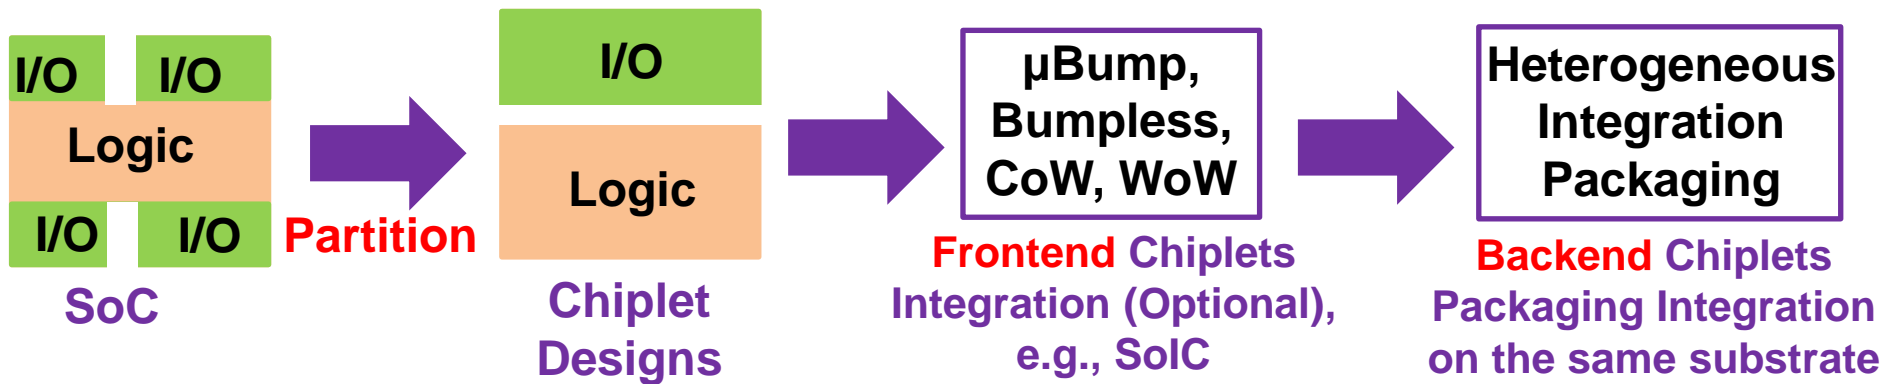 I/O I/O
Logic
I/O I/O
SoC
Partition
I/O
Logic
Chiplet
Designs
µBump,
Bumpless,
CoW, WoW
Frontend Chiplets
Integration (Optional),
e.g., SoIC
Heterogeneous
Integration
Packaging
Backend Chiplets
Packaging Integration
on the same substrate